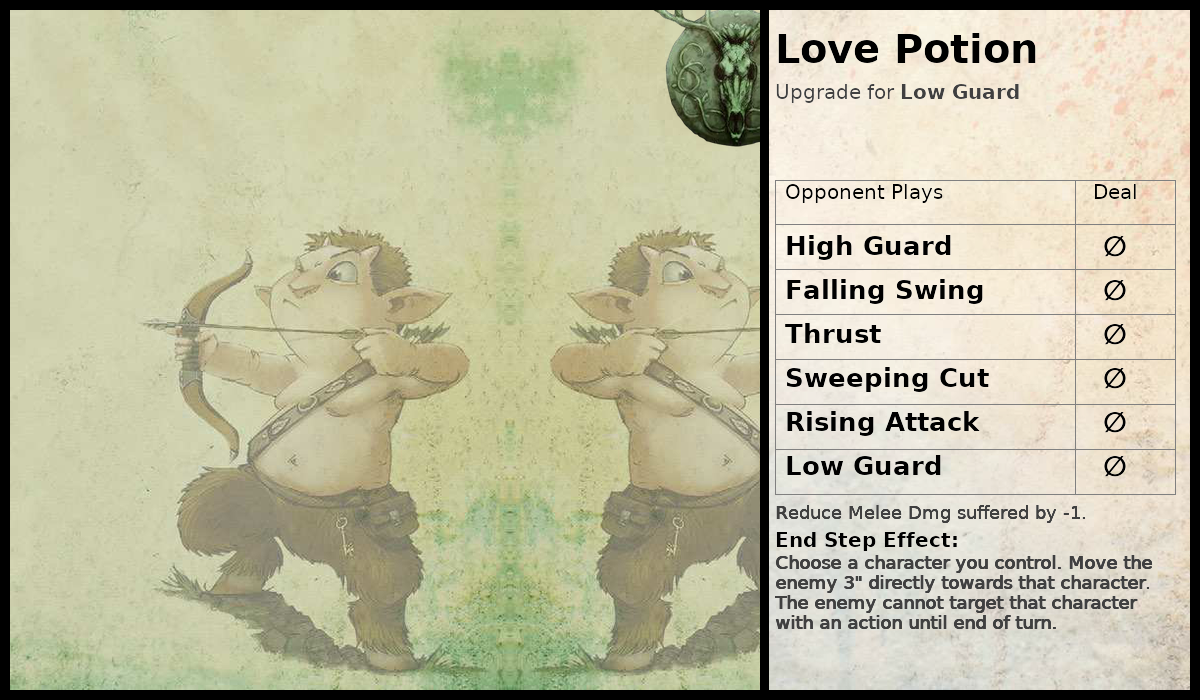 Love Potion
Upgrade for Low Guard
Opponent Plays Deal
High Guard ∅
Falling Swing ∅
Thrust ∅
Sweeping Cut ∅
Rising Attack ∅
Low Guard ∅
Reduce Melee Dmg suffered by -1.
End Step Effect:
Choose a character you control. Move the
enemy 3" directly towards that character.
The enemy cannot target that character
with an action until end of turn.